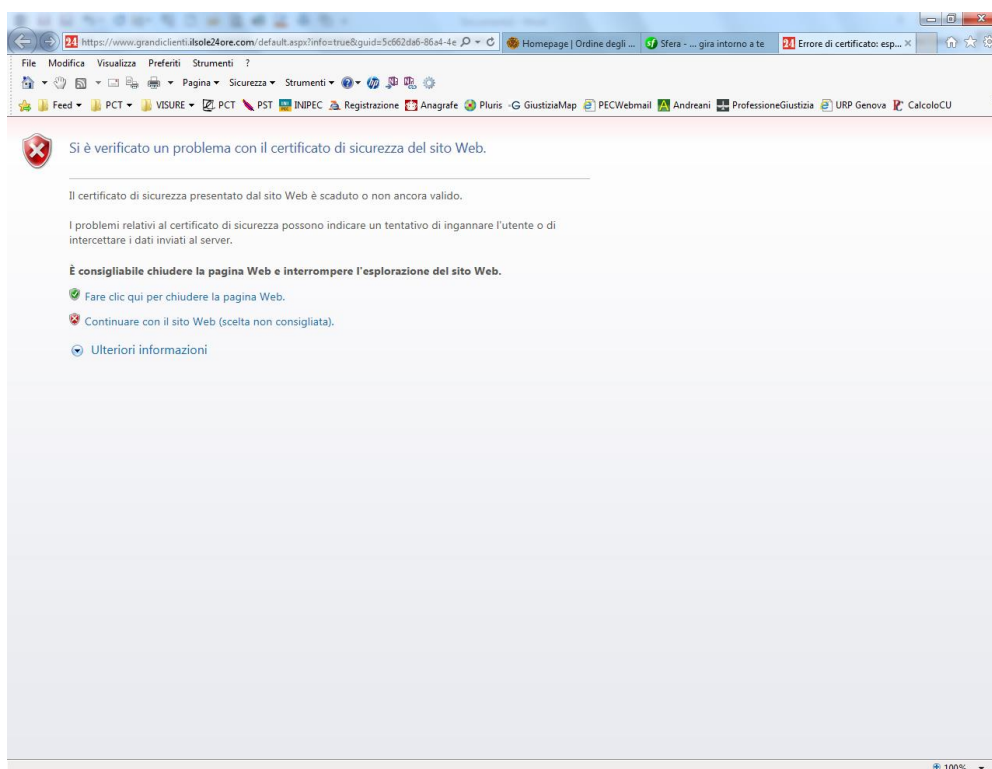 https://www.grandiclienti.ilsole24ore.com/default.aspx?info=true&guid=5c662da6-86a4-4e
Homepage | Ordine degli ...
Sfera - ... gira intorno a te
24 Errore di certificato: esp...
File Modifica Visualizza Preferiti Strumenti ?
Pagina Sicurezza Strumenti
Feed PCT VISURE PCT PST INIPEC Registrazione Anagrafe Pluris GiustiziaMap PECWebmail Andreani ProfessioneGiustizia URP Genova CalcoloCU
Si è verificato un problema con il certificato di sicurezza del sito Web.
Il certificato di sicurezza presentato dal sito Web è scaduto o non ancora valido.
I problemi relativi al certificato di sicurezza possono indicare un tentativo di ingannare l'utente o di
intercettare i dati inviati al server.
È consigliabile chiudere la pagina Web e interrompere l'esplorazione del sito Web.
Fare clic qui per chiudere la pagina Web.
Continuare con il sito Web (scelta non consigliata).
Ulteriori informazioni
100%